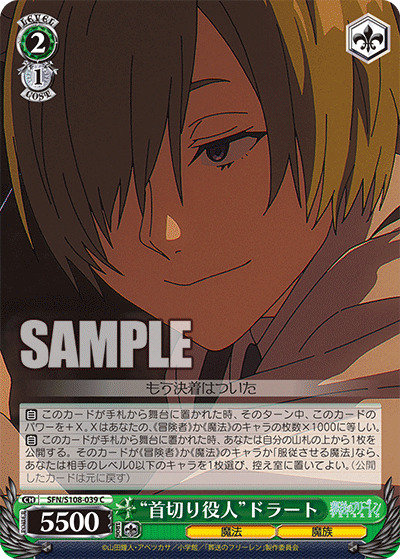 LEVEL
2
1
COST
SAMPLE
もう決着はついた
自 このカードが手札から舞台に置かれた時、そのターン中、このカードの
パワーを+X。Xはあなたの、《冒険者》か《魔法》のキャラの枚数×1000に等しい。
自 このカードが手札から舞台に置かれた時、あなたは自分の山札の上から1枚を
公開する。そのカードが《魔法》のキャラか「服従させる魔法」なら、
あなたは相手のレベル0以下のキャラを1枚選び、控え室に置いてよい。(公開
したカードは元に戻す)
CH SFN/S108-039 C
5500
“首切り役人”ドラート
葬送のフリーレン
魔法
魔族
©山田鐘人・アベツカサ/小学館/「葬送のフリーレン」製作委員会